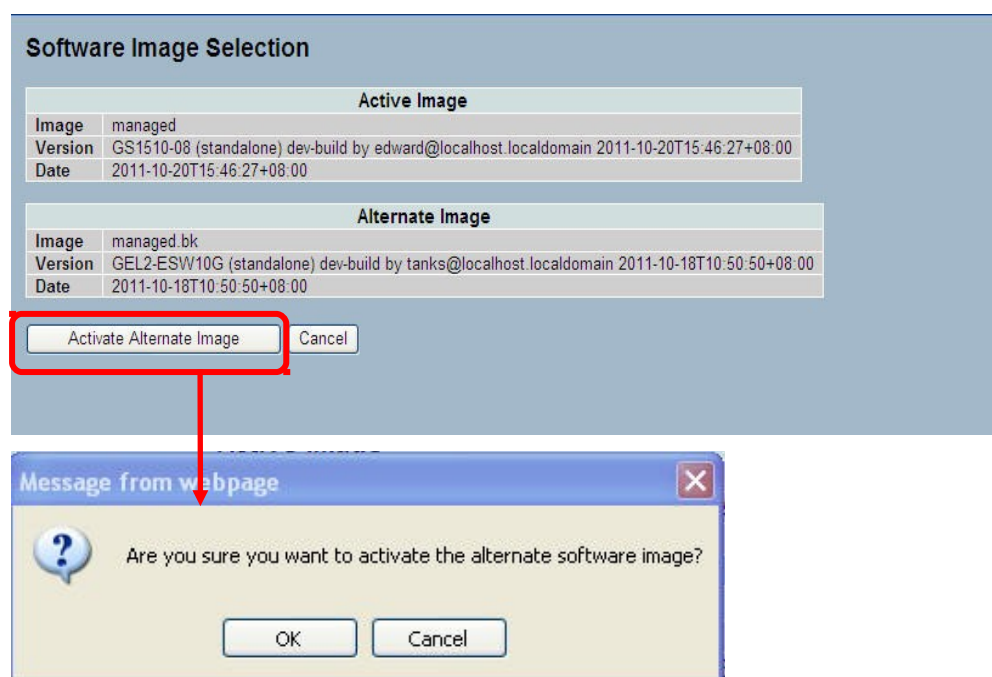 Software Image Selection
Active Image
Image managed
Version GS1510-08 (standalone) dev-build by edward@localhost.localdomain 2011-10-20T15:46:27+08:00
Date 2011-10-20T15:46:27+08:00
Alternate Image
Image managed.bk
Version GEL2-ESW10G (standalone) dev-build by tanks@localhost.localdomain 2011-10-18T10:50:50+08:00
Date 2011-10-18T10:50:50+08:00
Activate Alternate Image Cancel
Message from webpage
Are you sure you want to activate the alternate software image?
OK Cancel